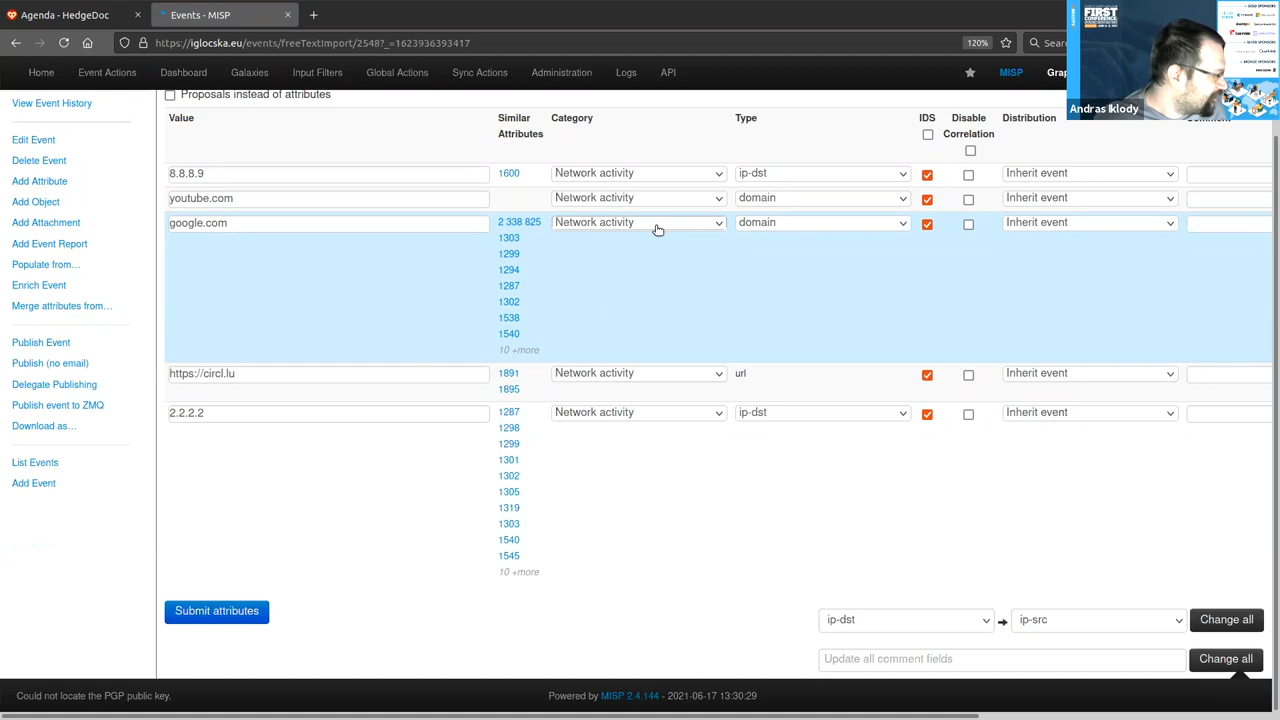 Agenda - HedgeDoc
Events - MISP
https://iglocska.eu/events/freeTextImport/2548?_=1623936393417
120%
Home
Event Actions
Dashboard
Galaxies
Input Filters
Global Actions
Sync Actions
Administration
Logs
API
MISP
FIRST
CONFERENCE
Andras Iklody
View Event History
Edit Event
Delete Event
Add Attribute
Add Object
Add Attachment
Add Event Report
Populate from…
Enrich Event
Merge attributes from…
Publish Event
Publish (no email)
Delegate Publishing
Publish event to ZMQ
Download as…
List Events
Add Event
Proposals instead of attributes
Value
Similar Attributes
Category
Type
IDS
Disable Correlation
Distribution
8.8.8.9 1600 Network activity ip-dst Inherit event
youtube.com Network activity domain Inherit event
google.com 2 338 825 Network activity domain Inherit event
1303
1299
1294
1287
1302
1538
1540
10 +more
https://circl.lu 1891 Network activity url Inherit event
1895
2.2.2.2 1287 Network activity ip-dst Inherit event
1298
1299
1301
1302
1305
1319
1303
1540
1545
10 +more
Submit attributes
ip-dst
ip-src
Change all
Update all comment fields
Change all
Could not locate the PGP public key.
Powered by MISP 2.4.144 - 2021-06-17 13:30:29